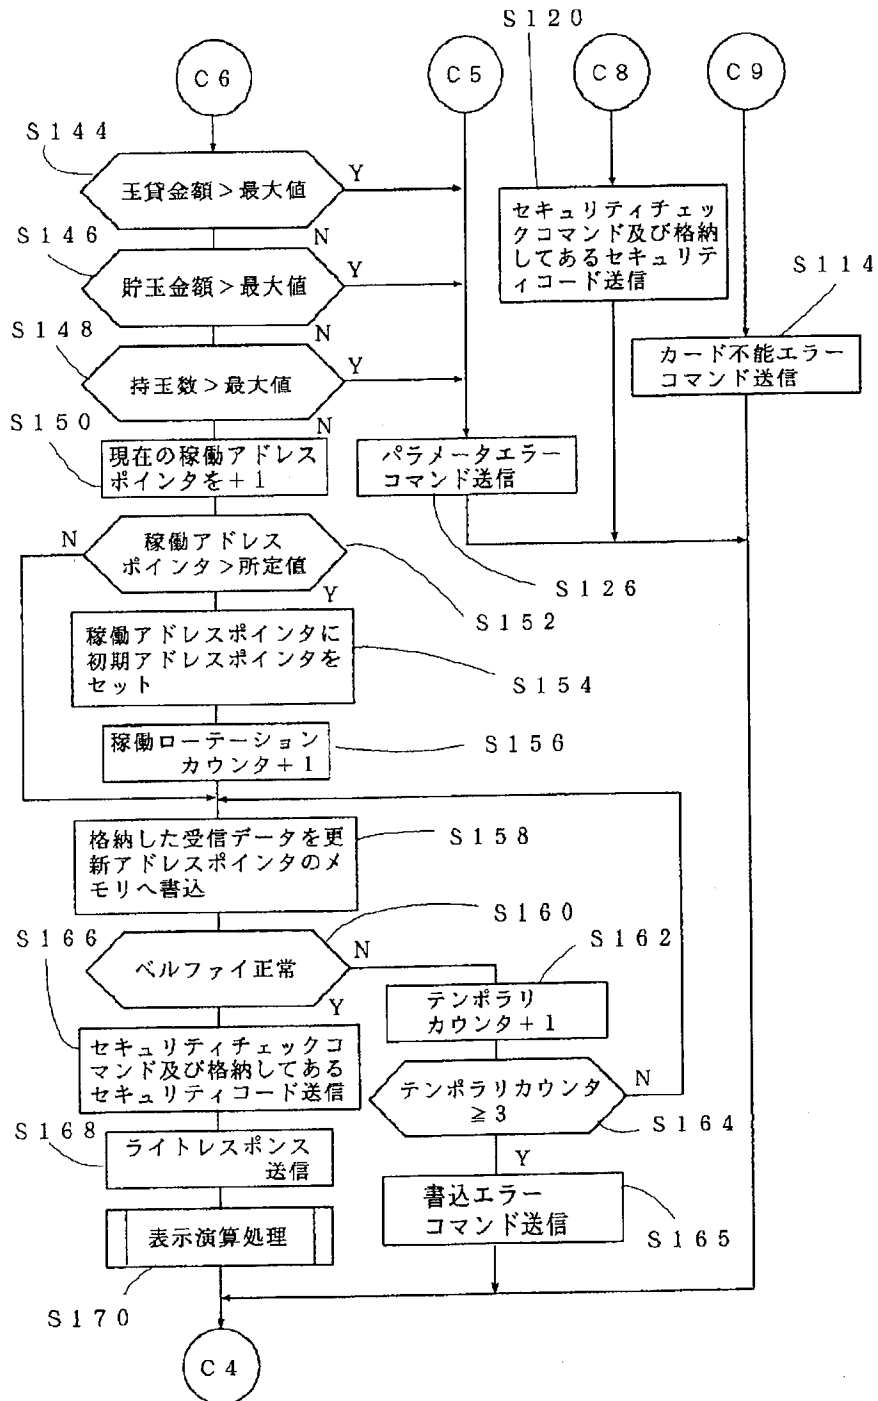 S120
C6
C5
C8
C9
S144
玉貸金額>最大値
Y
N
セキュリティチェッ
クコマンド及び格納
してあるセキュリテ
ィコード送信
S146
貯玉金額>最大値
Y
N
S114
カード不能エラー
コマンド送信
S148
持玉数>最大値
Y
N
S150
現在の稼働アドレス
ポインタを+1
パラメータエラー
コマンド送信
N
稼働アドレス
ポインタ>所定値
Y
S126
S152
稼働アドレスポインタに
初期アドレスポインタを
セット
S154
稼働ローテーション
カウンタ+1
S156
格納した受信データを更
新アドレスポインタのメ
モリへ書込
S158
S160
S166
ベルファイ正常
N
Y
S162
テンポラリ
カウンタ+1
セキュリティチェックコ
マンド及び格納してある
セキュリティコード送信
テンポラリカウンタ
≧3
N
Y
S164
S168
ライトレスポンス
送信
書込エラー
コマンド送信
S165
表示演算処理
S170
C4